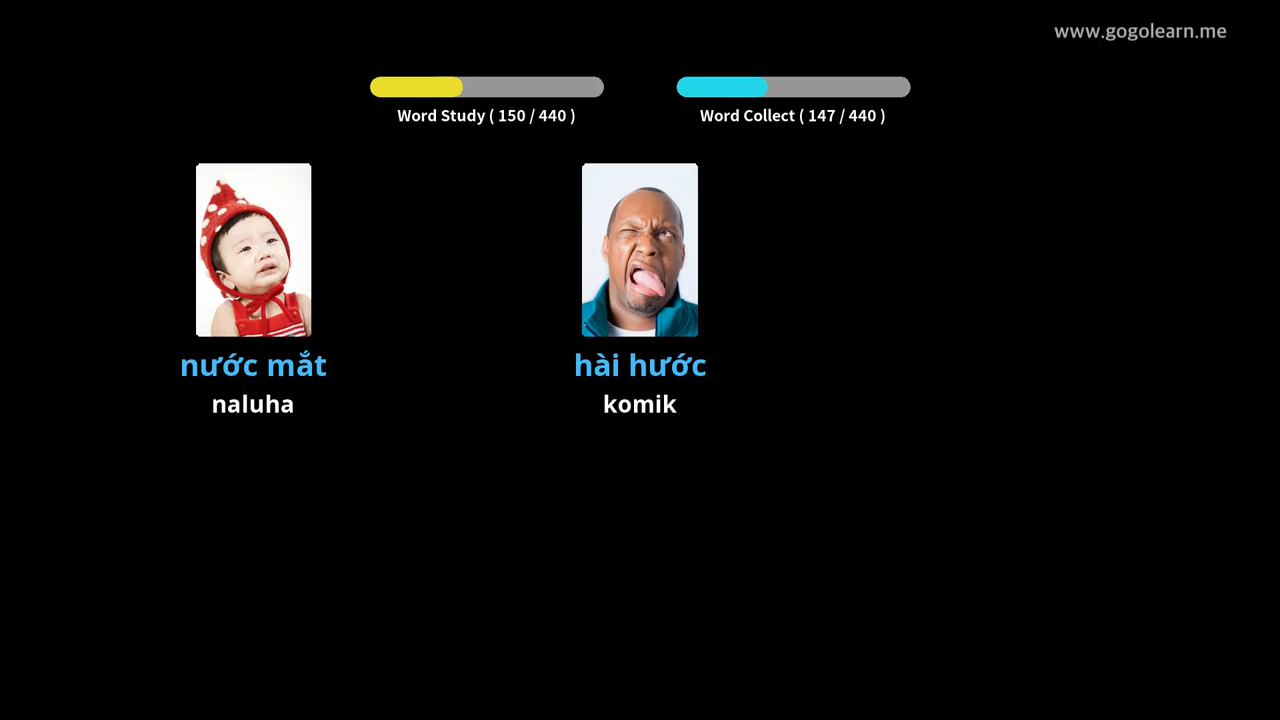 www.gogolearn.me
Word Study ( 150 / 440 )
Word Collect ( 147 / 440 )
nước mắt
naluha
hài hước
komik